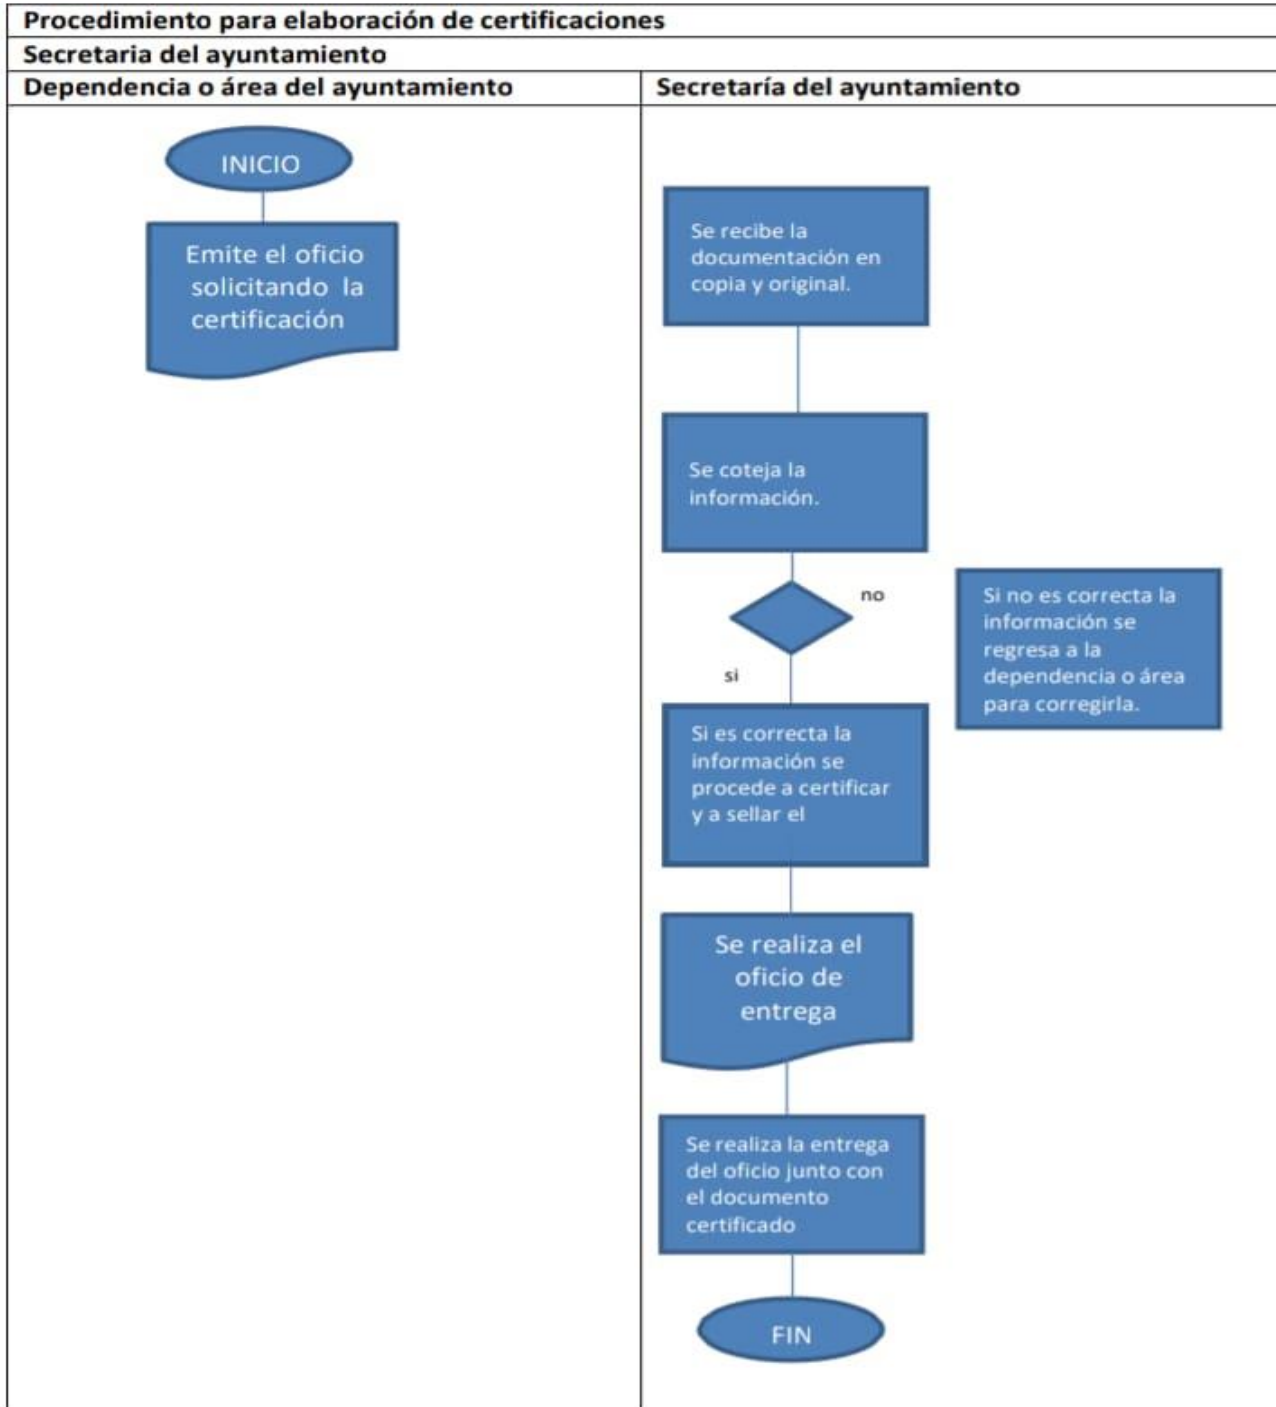 Procedimiento para elaboración de certificaciones
Secretaria del ayuntamiento
Dependencia o área del ayuntamiento
Secretaría del ayuntamiento
INICIO
Emite el oficio
solicitando la
certificación
Se recibe la
documentación en
copia y original.
Se coteja la
información.
no
si
Si no es correcta la
información se
regresa a la
dependencia o área
para corregirla.
Si es correcta la
información se
procede a certificar
y a sellar el
Se realiza el
oficio de
entrega
Se realiza la entrega
del oficio junto con
el documento
certificado
FIN